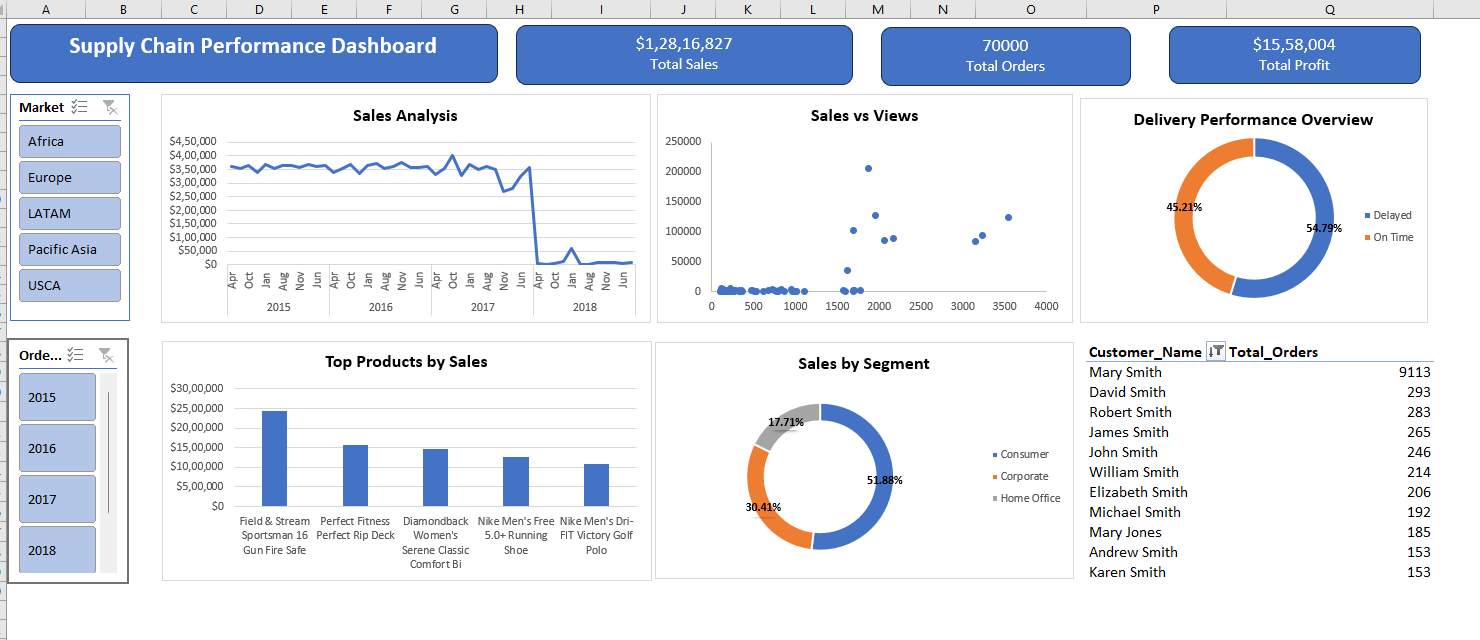 A B C D E F G H I J K L M N O P Q
Supply Chain Performance Dashboard
$1,28,16,827
Total Sales
70000
Total Orders
$15,58,004
Total Profit
Market
Africa
Europe
LATAM
Pacific Asia
USCA
Sales Analysis
$4,50,000
$4,00,000
$3,50,000
$3,00,000
$2,50,000
$2,00,000
$1,50,000
$1,00,000
$50,000
$0
Apr Oct Jan Aug Nov Jun Apr Oct Jan Aug Nov Jun Apr Oct Jan Aug Nov Jun Apr Oct Jan Aug Nov Jun
2015 2016 2017 2018
Sales vs Views
250000
200000
150000
100000
50000
0
0 500 1000 1500 2000 2500 3000 3500 4000
Delivery Performance Overview
45.21%
54.79%
Delayed
On Time
Orde...
2015
2016
2017
2018
Top Products by Sales
$30,00,000
$25,00,000
$20,00,000
$15,00,000
$10,00,000
$5,00,000
$0
Field & Stream
Sportsman 16
Gun Fire Safe
Perfect Fitness
Perfect Rip Deck
Diamondback
Women's
Serene Classic
Comfort Bi
Nike Men's Free
5.0+ Running
Shoe
Nike Men's Dri-
FIT Victory Golf
Polo
Sales by Segment
17.71%
51.88%
30.41%
Consumer
Corporate
Home Office
Customer_Name Total_Orders
Mary Smith 9113
David Smith 293
Robert Smith 283
James Smith 265
John Smith 246
William Smith 214
Elizabeth Smith 206
Michael Smith 192
Mary Jones 185
Andrew Smith 153
Karen Smith 153